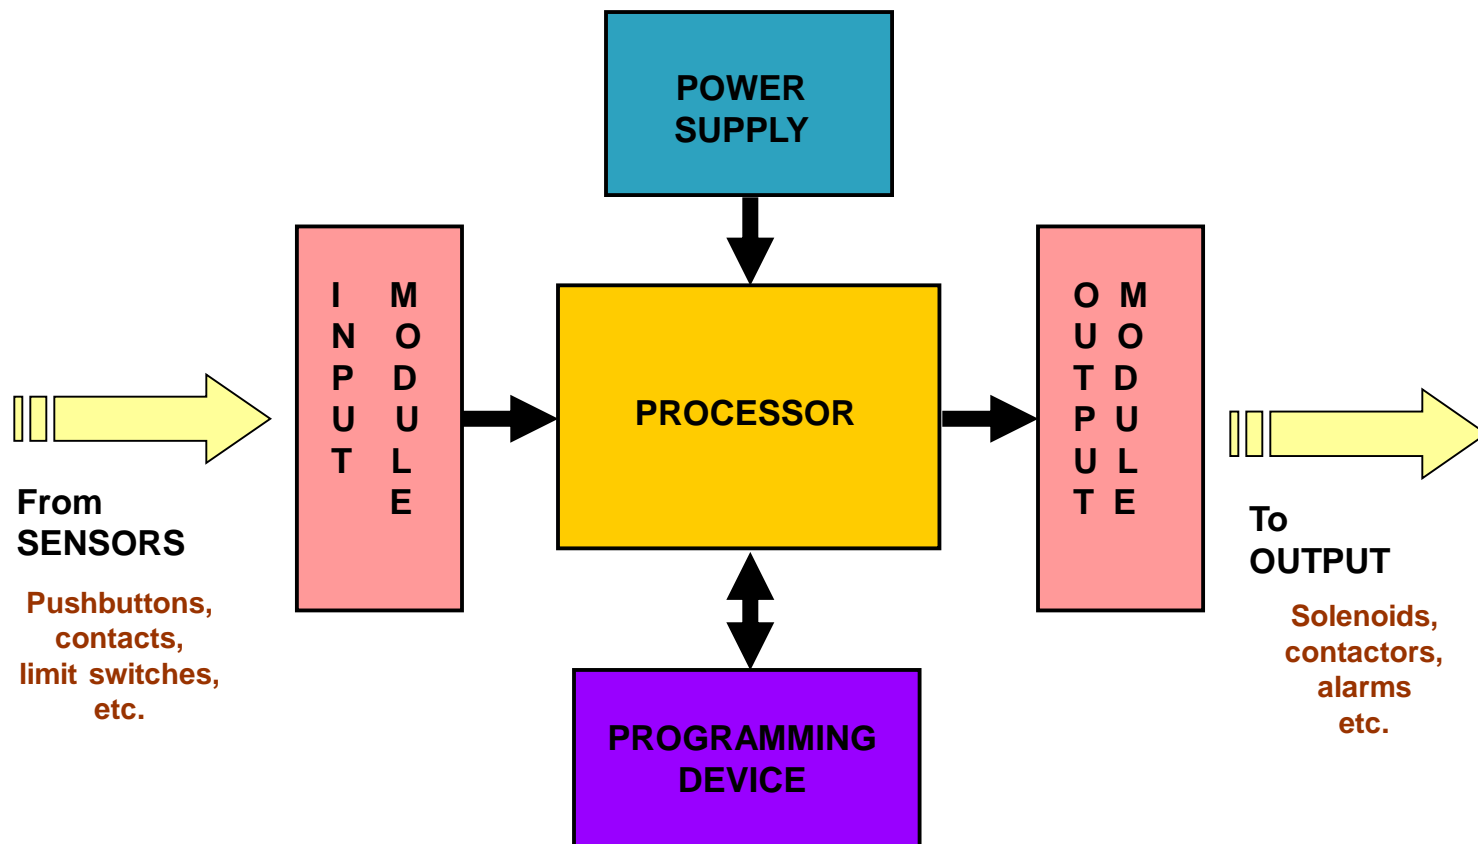 POWER
SUPPLY
INPUT MODULE
PROCESSOR
OUTPUT MODULE
From
SENSORS
Pushbuttons,
contacts,
limit switches,
etc.
To
OUTPUT
Solenoids,
contactors,
alarms
etc.
PROGRAMMING
DEVICE